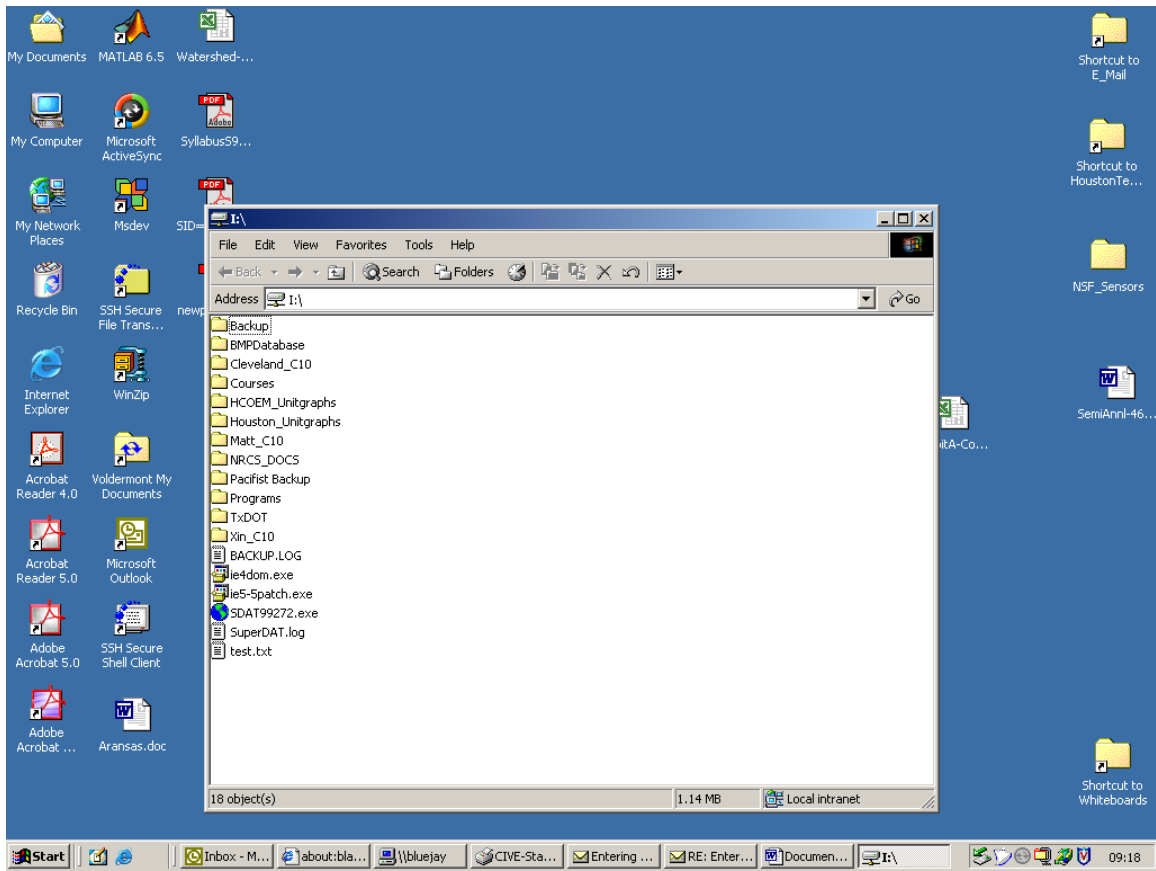 My Documents
MATLAB 6.5
Watershed-...
My Computer
Microsoft
ActiveSync
PDF
Adobe
SyllabusS9...
My Network
Places
Msdev
PDF
SID=
Recycle Bin
SSH Secure
File Trans...
newp
Internet
Explorer
WinZip
Acrobat
Reader 4.0
Voldermont My
Documents
Acrobat
Reader 5.0
Microsoft
Outlook
Adobe
Acrobat 5.0
SSH Secure
Shell Client
Adobe
Acrobat ...
Aransas.doc
I:\
File Edit View Favorites Tools Help
Back Search Folders
Address I:\ Go
Backup
BMPDatabase
Cleveland_C10
Courses
HCOEM_Unitgraphs
Houston_Unitgraphs
Matt_C10
NRCS_DOCS
Pacifist Backup
Programs
TxDOT
Xin_C10
BACKUP.LOG
ie4dom.exe
ie5-5patch.exe
SDAT99272.exe
SuperDAT.log
test.txt
18 object(s) 1.14 MB Local intranet
Shortcut to
E_Mail
Shortcut to
HoustonTe...
NSF_Sensors
SemiAnnl-46...
itA-Co...
Shortcut to
Whiteboards
Start Inbox - M... about:bla... \\bluejay CIVE-Sta... Entering ... RE: Enter... Documen... I:\ 09:18